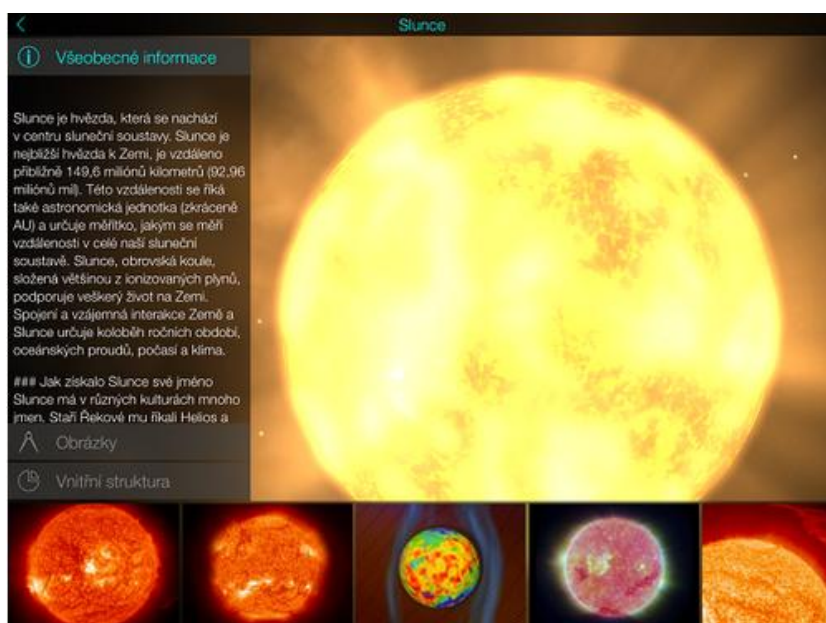 Slunce
Všeobecné informace
Slunce je hvězda, která se nachází
v centru sluneční soustavy. Slunce je
nejbližší hvězda k Zemi, je vzdáleno
přibližně 149,6 miliónů kilometrů (92,96
miliónů mil). Této vzdálenosti se říká
také astronomická jednotka (zkráceně
AU) a určuje měřítko, jakým se měří
vzdálenosti v celé naší sluneční
soustavě. Slunce, obrovská koule,
složená většinou z ionizovaných plynů,
podporuje veškerý život na Zemi.
Spojení a vzájemná interakce Země a
Slunce určuje koloběh ročních období,
oceánských proudů, počasí a klima.
### Jak získalo Slunce své jméno
Slunce má v různých kulturách mnoho
jmen. Staří Řekové mu říkali Helios a
Obrázky
Vnitřní struktura